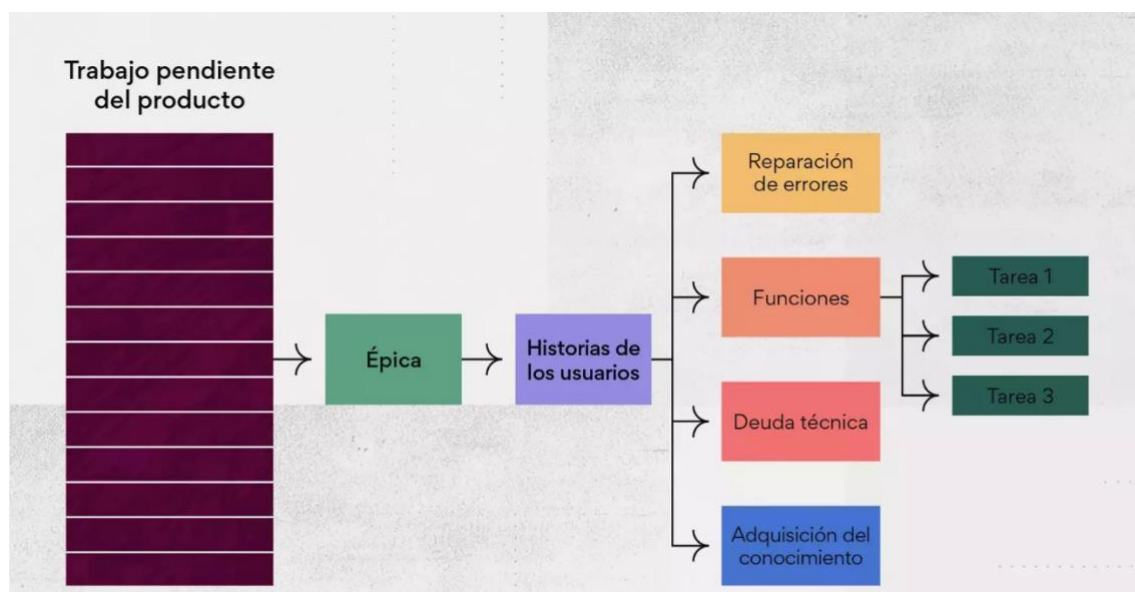 Trabajo pendiente
del producto
Épica
Historias de
los usuarios
Reparación
de errores
Funciones
Deuda técnica
Adquisición del
conocimiento
Tarea 1
Tarea 2
Tarea 3